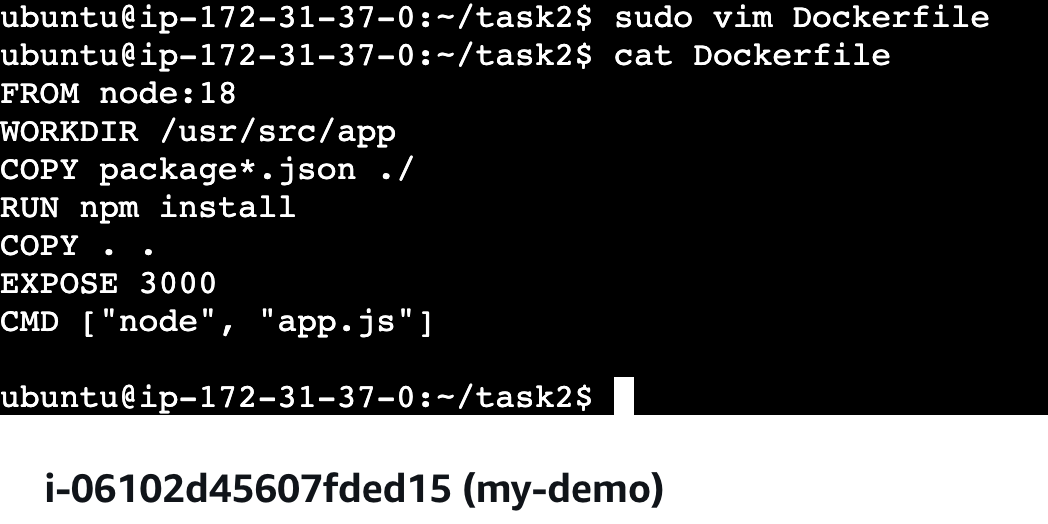 ubuntu@ip-172-31-37-0:~/task2$ sudo vim Dockerfile
ubuntu@ip-172-31-37-0:~/task2$ cat Dockerfile
FROM node:18
WORKDIR /usr/src/app
COPY package*.json ./
RUN npm install
COPY . .
EXPOSE 3000
CMD ["node", "app.js"]
ubuntu@ip-172-31-37-0:~/task2$
i-06102d45607fded15 (my-demo)